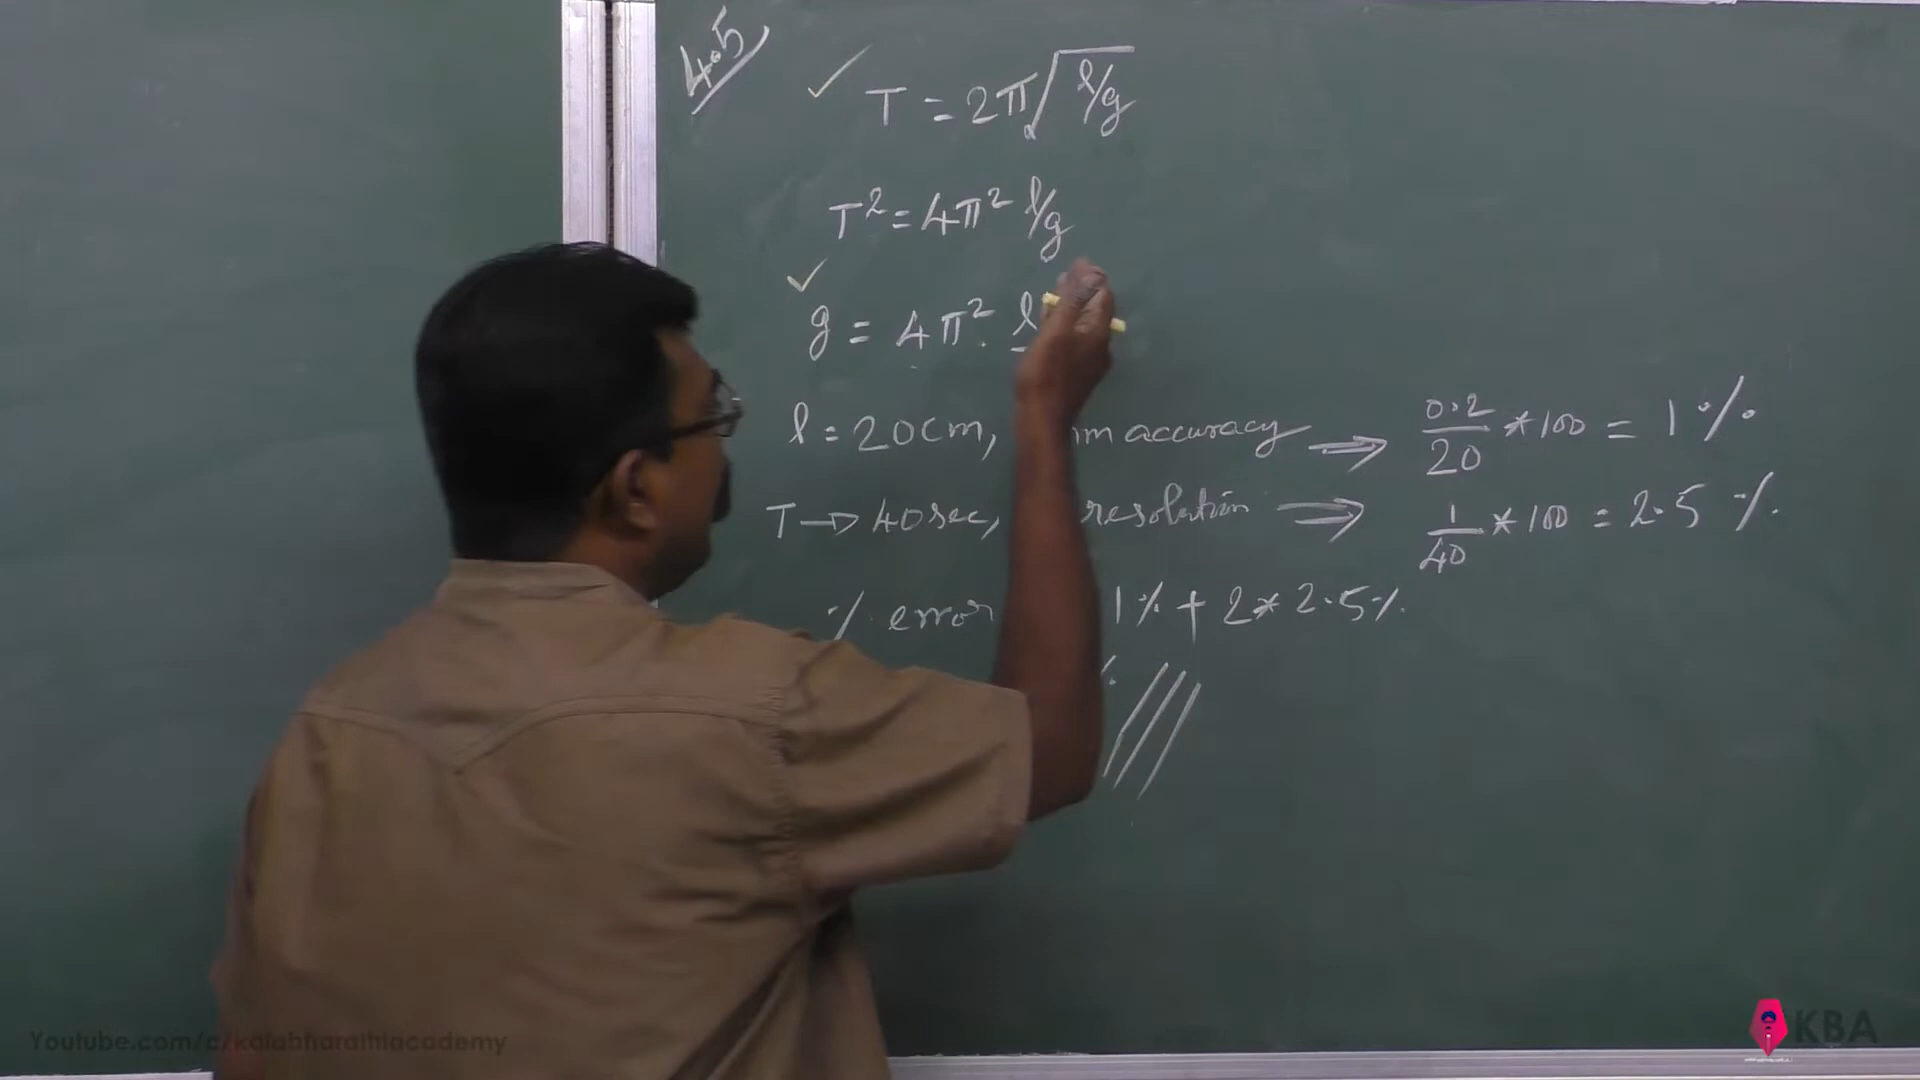 4.5
T = 2π√l/g
T² = 4π² l/g
g = 4π² l
l = 20cm, mm accuracy ⇒ 0.2/20 * 100 = 1%
T → 40sec, resolution ⇒ 1/40 * 100 = 2.5%
% error 1% + 2 * 2.5%
Youtube.com/c/kalabharathiacademy
KBA